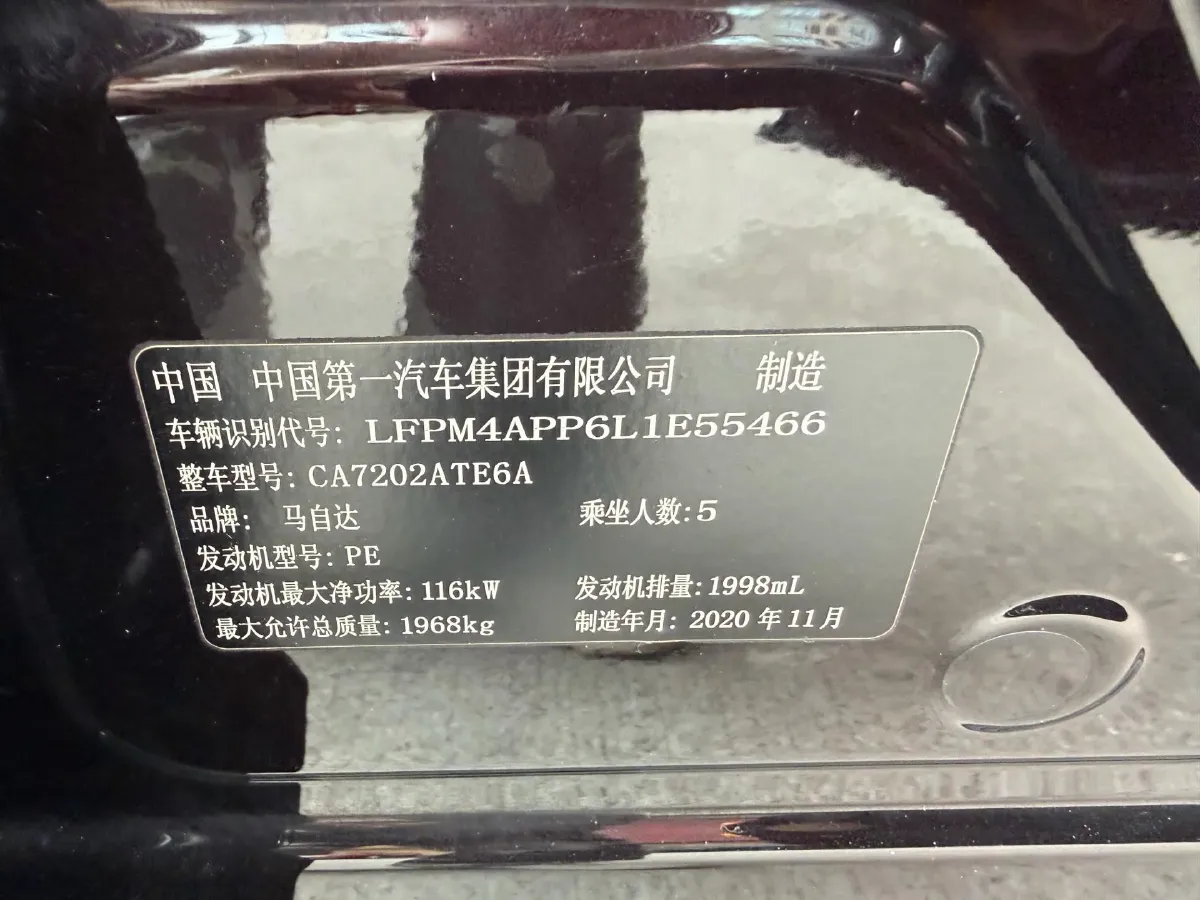 中国 中国第一汽车集团有限公司 制造
车辆识别代号: LFPM4APP6L1E55466
整车型号: CA7202ATE6A
品牌: 马自达 乘坐人数: 5
发动机型号: PE
发动机最大净功率: 116kW 发动机排量: 1998mL
最大允许总质量: 1968kg 制造年月: 2020 年 11 月